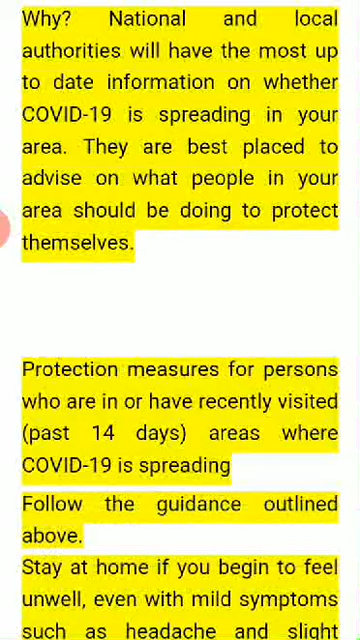 Why? National and local
authorities will have the most up
to date information on whether
COVID-19 is spreading in your
area. They are best placed to
advise on what people in your
area should be doing to protect
themselves.
Protection measures for persons
who are in or have recently visited
(past 14 days) areas where
COVID-19 is spreading
Follow the guidance outlined
above.
Stay at home if you begin to feel
unwell, even with mild symptoms
such as headache and slight